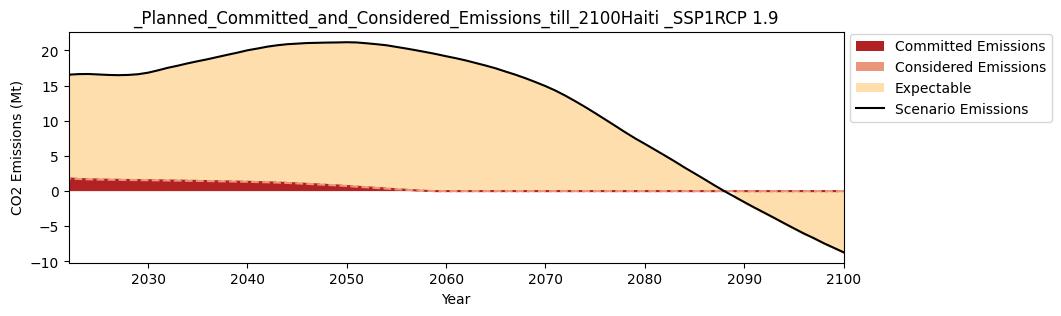 _Planned_Committed_and_Considered_Emissions_till_2100Haiti _SSP1RCP 1.9
CO2 Emissions (Mt)
20
15
10
5
0
−5
−10
2030 2040 2050 2060 2070 2080 2090 2100
Year
Committed Emissions
Considered Emissions
Expectable
Scenario Emissions